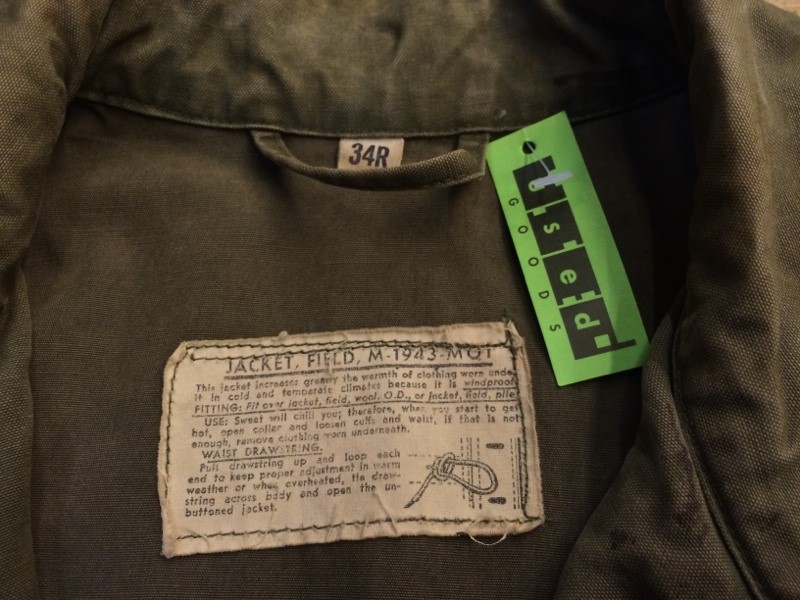 34R
used
GOODS
JACKET, FIELD, M-1943-MQ1
This jacket increases greatly the warmth of clothing worn unde
it in cold and temperate climates because it is windproof
FITTING: Fit over jacket, field, wool, O.D., or jacket, field, pile
USE: Sweat will chill you; therefore, when you start to get
hot, open collar and loosen cuffs and waist, if that is not
enough, remove clothing worn underneath.
WAIST DRAWSTRING.
Pull drawstring up and loop each
end to keep proper adjustment in warm
weather or when overheated, tie draw-
string across body and open the un-
buttoned jacket.